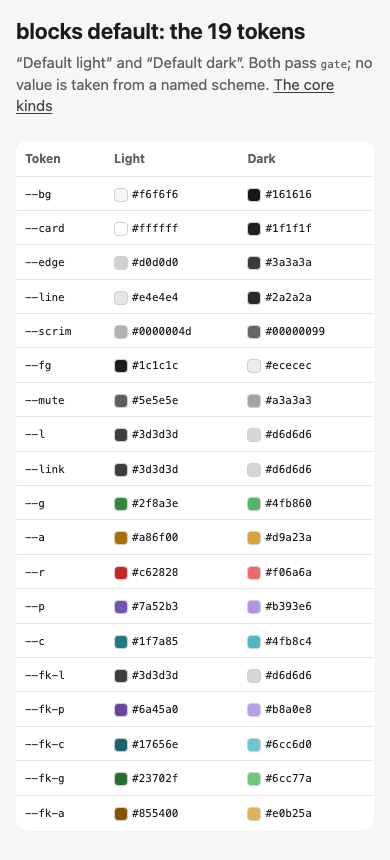 blocks default: the 19 tokens
“Default light” and “Default dark”. Both pass gate; no
value is taken from a named scheme. The core
kinds
Token Light Dark
--bg #f6f6f6 #161616
--card #ffffff #1f1f1f
--edge #d0d0d0 #3a3a3a
--line #e4e4e4 #2a2a2a
--scrim #0000004d #00000099
--fg #1c1c1c #ececec
--mute #5e5e5e #a3a3a3
--l #3d3d3d #d6d6d6
--link #3d3d3d #d6d6d6
--g #2f8a3e #4fb860
--a #a86f00 #d9a23a
--r #c62828 #f06a6a
--p #7a52b3 #b393e6
--c #1f7a85 #4fb8c4
--fk-l #3d3d3d #d6d6d6
--fk-p #6a45a0 #b8a0e8
--fk-c #17656e #6cc6d0
--fk-g #23702f #6cc77a
--fk-a #855400 #e0b25a